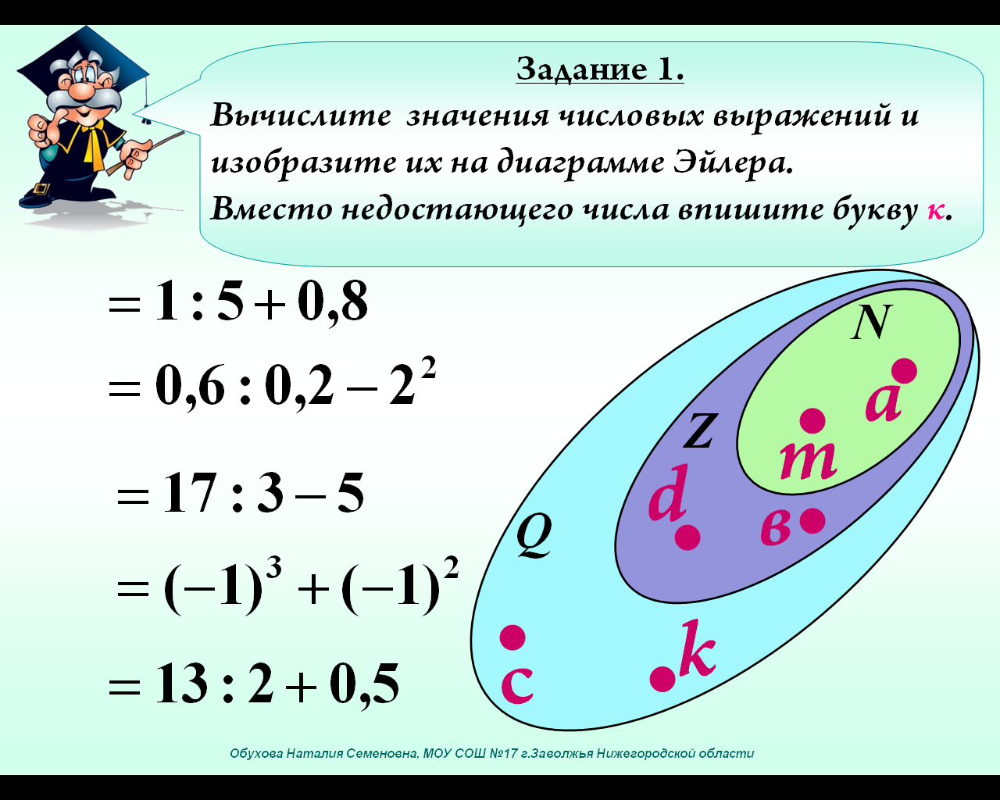 Задание 1.
Вычислите значения числовых выражений и
изобразите их на диаграмме Эйлера.
Вместо недостающего числа впишите букву к.
= 1 : 5 + 0,8
= 0,6 : 0,2 − 2²
= 17 : 3 − 5
= (−1)³ + (−1)²
= 13 : 2 + 0,5
N
a
m
Z
d
в
Q
c
k
Обухова Наталия Семеновна, МОУ СОШ №17 г.Заволжья Нижегородской области